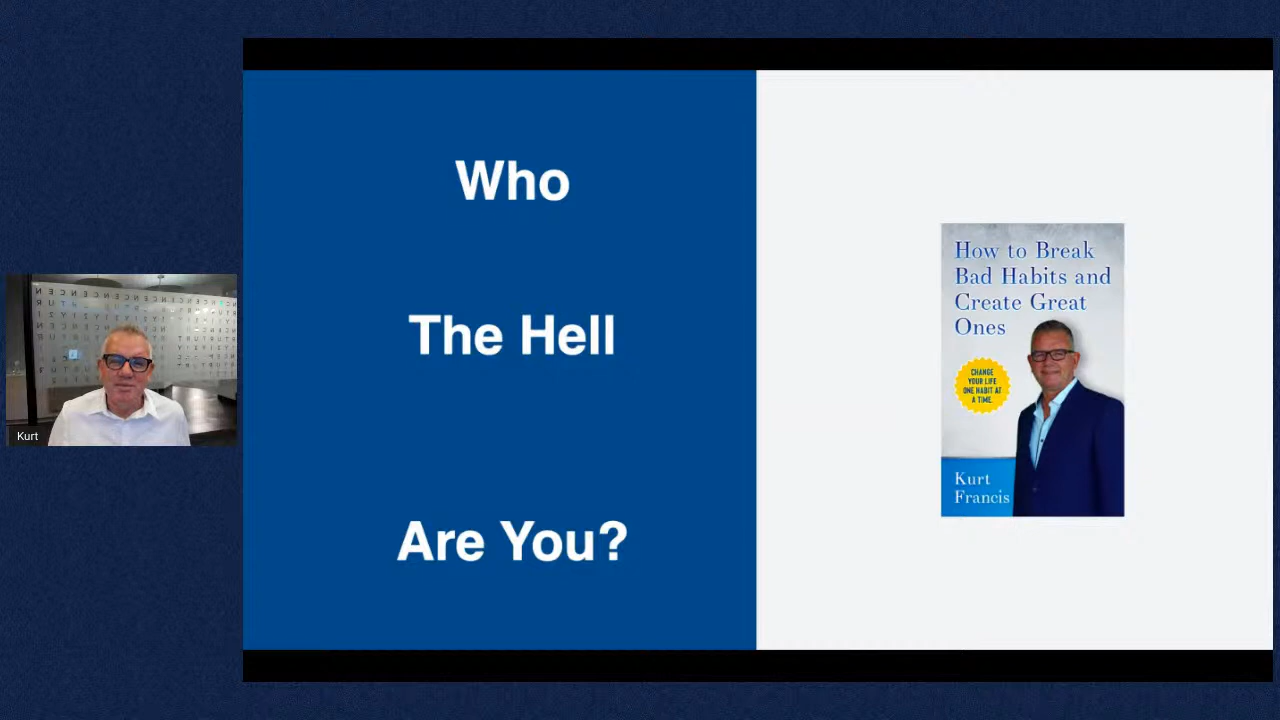 Who
The Hell
Are You?
How to Break
Bad Habits and
Create Great
Ones
CHANGE
YOUR LIFE
ONE HABIT AT
A TIME.
Kurt
Francis
Kurt